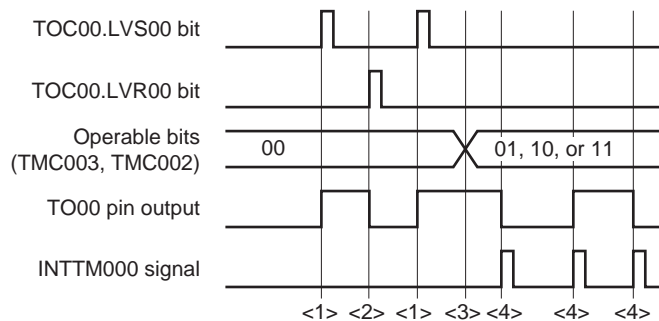 TOC00.LVS00 bit
TOC00.LVR00 bit
Operable bits
(TMC003, TMC002)
00
01, 10, or 11
TO00 pin output
INTTM000 signal
<1> <2> <1> <3> <4> <4> <4>